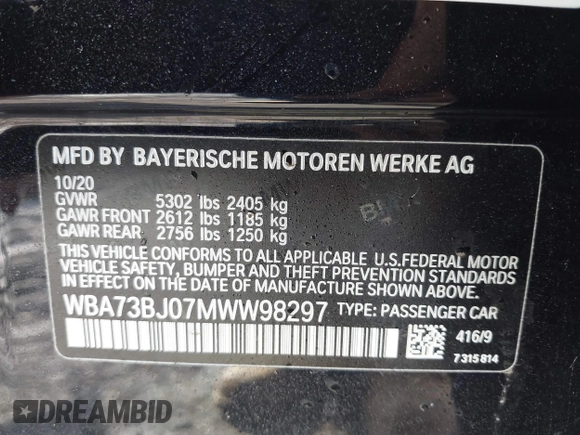 MFD BY BAYERISCHE MOTOREN WERKE AG
10/20
GVWR 5302 lbs 2405 kg
GAWR FRONT 2612 lbs 1185 kg
GAWR REAR: 2756 lbs 1250 kg
THIS VEHICLE CONFORMS TO ALL APPLICABLE U.S.FEDERAL MOTOR
VEHICLE SAFETY, BUMPER AND THEFT PREVENTION STANDARDS
IN EFFECT ON THE DATE OF MANUFACTURE SHOWN ABOVE.
WBA73BJ07MWW98297 TYPE: PASSENGER CAR
416/9
7315814
DREAMBID